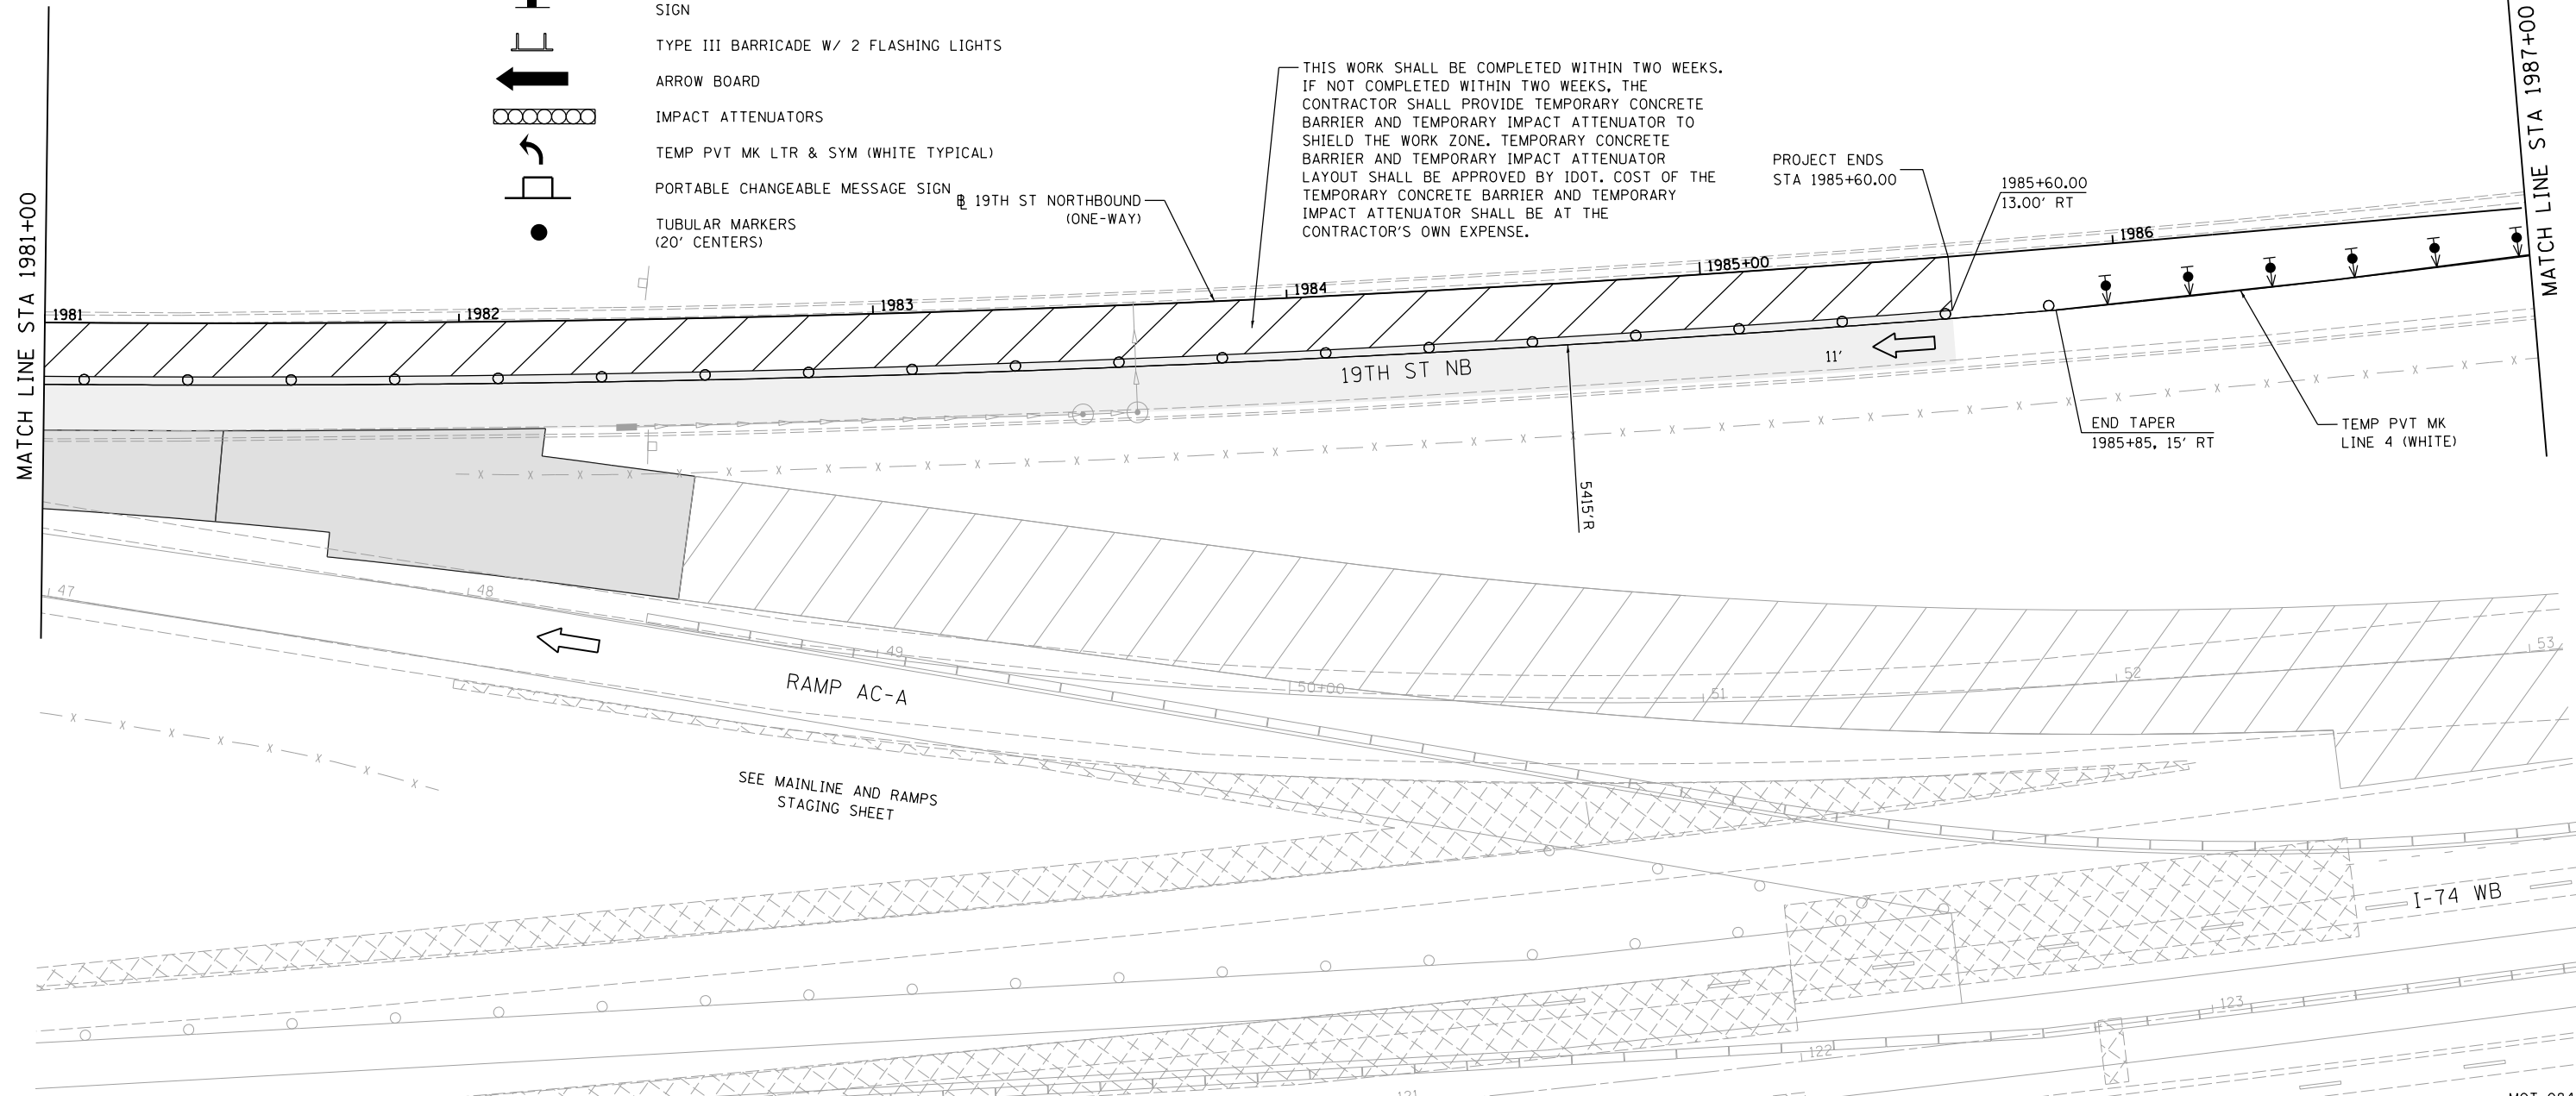 SIGN
TYPE III BARRICADE W/ 2 FLASHING LIGHTS
ARROW BOARD
IMPACT ATTENUATORS
TEMP PVT MK LTR & SYM (WHITE TYPICAL)
PORTABLE CHANGEABLE MESSAGE SIGN
TUBULAR MARKERS
(20' CENTERS)
19TH ST NORTHBOUND
(ONE-WAY)
THIS WORK SHALL BE COMPLETED WITHIN TWO WEEKS.
IF NOT COMPLETED WITHIN TWO WEEKS, THE
CONTRACTOR SHALL PROVIDE TEMPORARY CONCRETE
BARRIER AND TEMPORARY IMPACT ATTENUATOR TO
SHIELD THE WORK ZONE. TEMPORARY CONCRETE
BARRIER AND TEMPORARY IMPACT ATTENUATOR
LAYOUT SHALL BE APPROVED BY IDOT. COST OF THE
TEMPORARY CONCRETE BARRIER AND TEMPORARY
IMPACT ATTENUATOR SHALL BE AT THE
CONTRACTOR'S OWN EXPENSE.
PROJECT ENDS
STA 1985+60.00
1985+60.00
13.00' RT
MATCH LINE STA 1981+00
MATCH LINE STA 1987+00
1981
1982
1983
1984
1985+00
1986
19TH ST NB
11'
5415'R
END TAPER
1985+85, 15' RT
TEMP PVT MK
LINE 4 (WHITE)
47
48
49
50+00
51
52
53
RAMP AC-A
SEE MAINLINE AND RAMPS
STAGING SHEET
I-74 WB
121
122
123